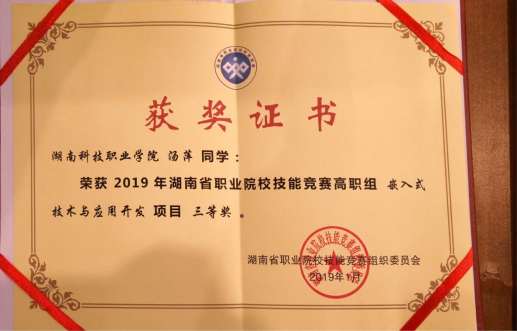 获奖证书
湖南科技职业学院 汤萍 同学：
荣获 2019 年湖南省职业院校技能竞赛高职组 嵌入式
技术与应用开发 项目 三等奖 。
湖南省职业院校技能竞赛组织委员会
2019年1月